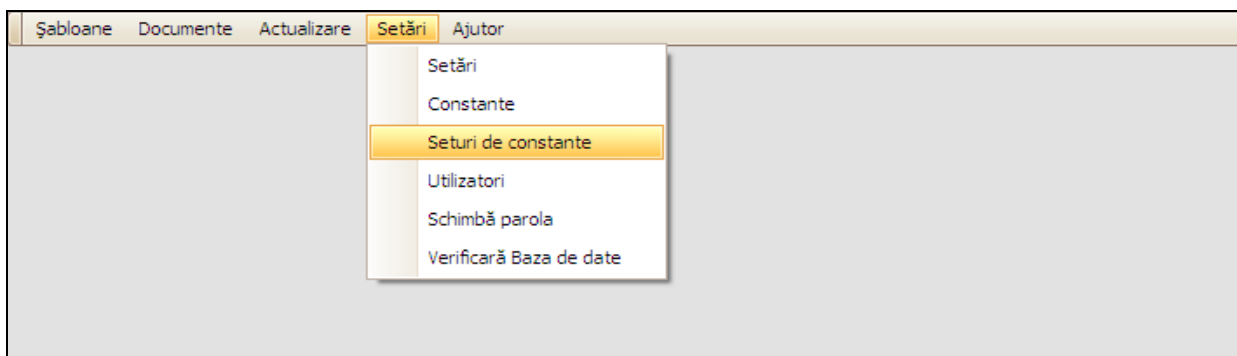 Şabloane Documente Actualizare Setări Ajutor
Setări
Constante
Seturi de constante
Utilizatori
Schimbă parola
Verificară Baza de date